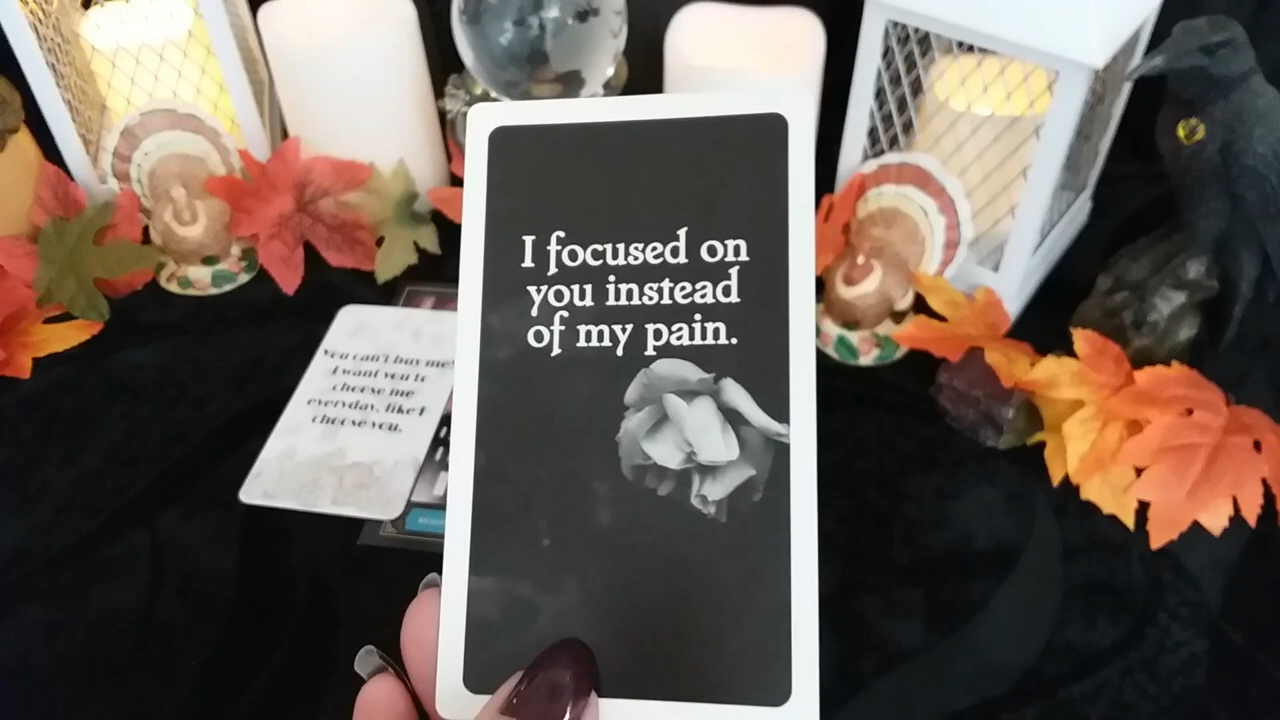 I focused on
you instead
of my pain.
You can't buy me!
I want you to
choose me
everyday, like I
choose you.